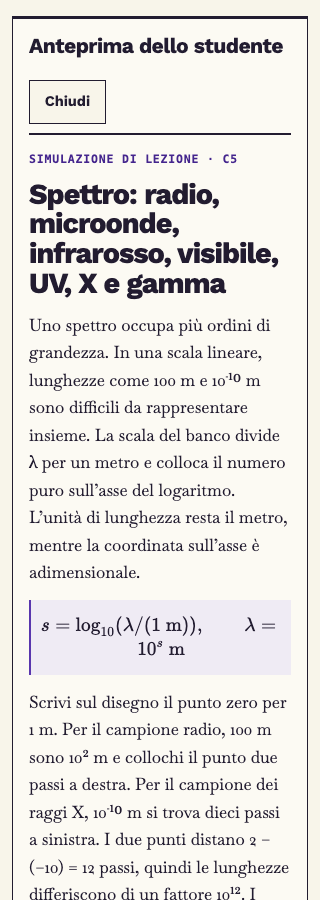 Anteprima dello studente
Chiudi
SIMULAZIONE DI LEZIONE · C5
Spettro: radio,
microonde,
infrarosso, visibile,
UV, X e gamma
Uno spettro occupa più ordini di
grandezza. In una scala lineare,
lunghezze come 100 m e 10⁻¹⁰ m
sono difficili da rappresentare
insieme. La scala del banco divide
λ per un metro e colloca il numero
puro sull’asse del logaritmo.
L’unità di lunghezza resta il metro,
mentre la coordinata sull’asse è
adimensionale.
s = log₁₀(λ/(1 m)), λ =
10ˢ m
Scrivi sul disegno il punto zero per
1 m. Per il campione radio, 100 m
sono 10² m e collochi il punto due
passi a destra. Per il campione dei
raggi X, 10⁻¹⁰ m si trova dieci passi
a sinistra. I due punti distano 2 −
(−10) = 12 passi, quindi le lunghezze
differiscono di un fattore 10¹². I